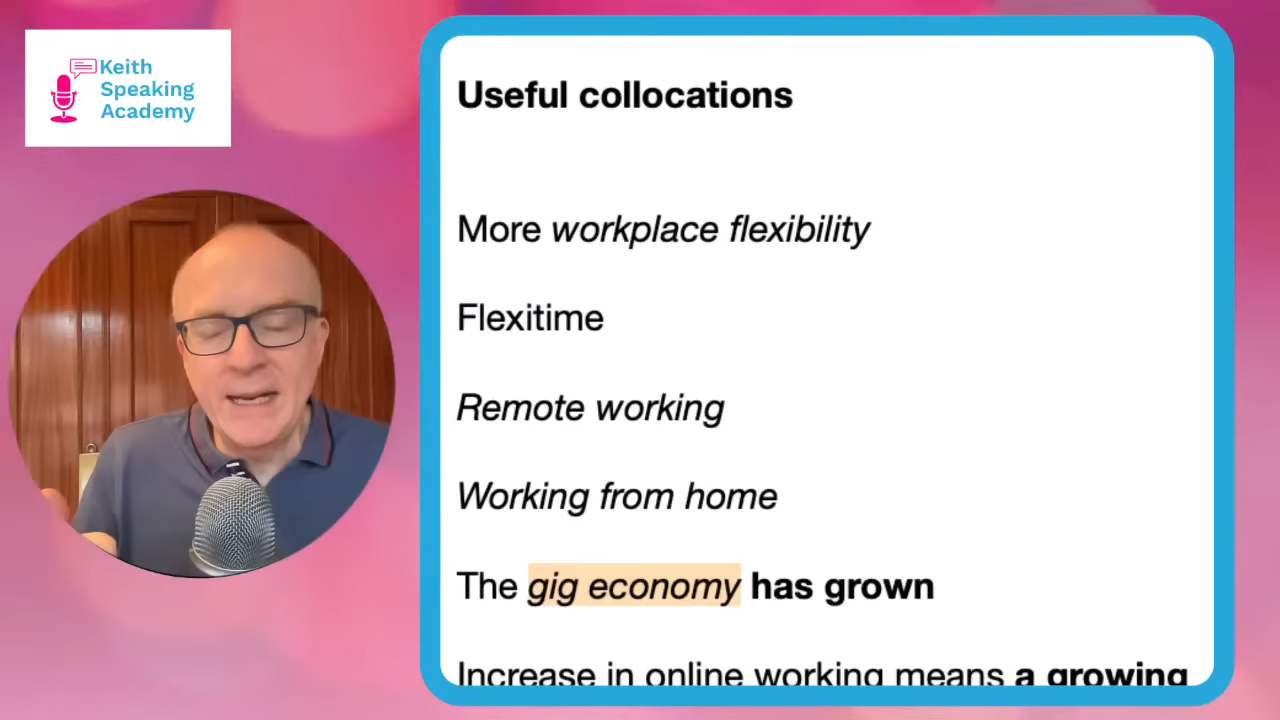 Keith
Speaking
Academy
Useful collocations
More workplace flexibility
Flexitime
Remote working
Working from home
The gig economy has grown
Increase in online working means a growing